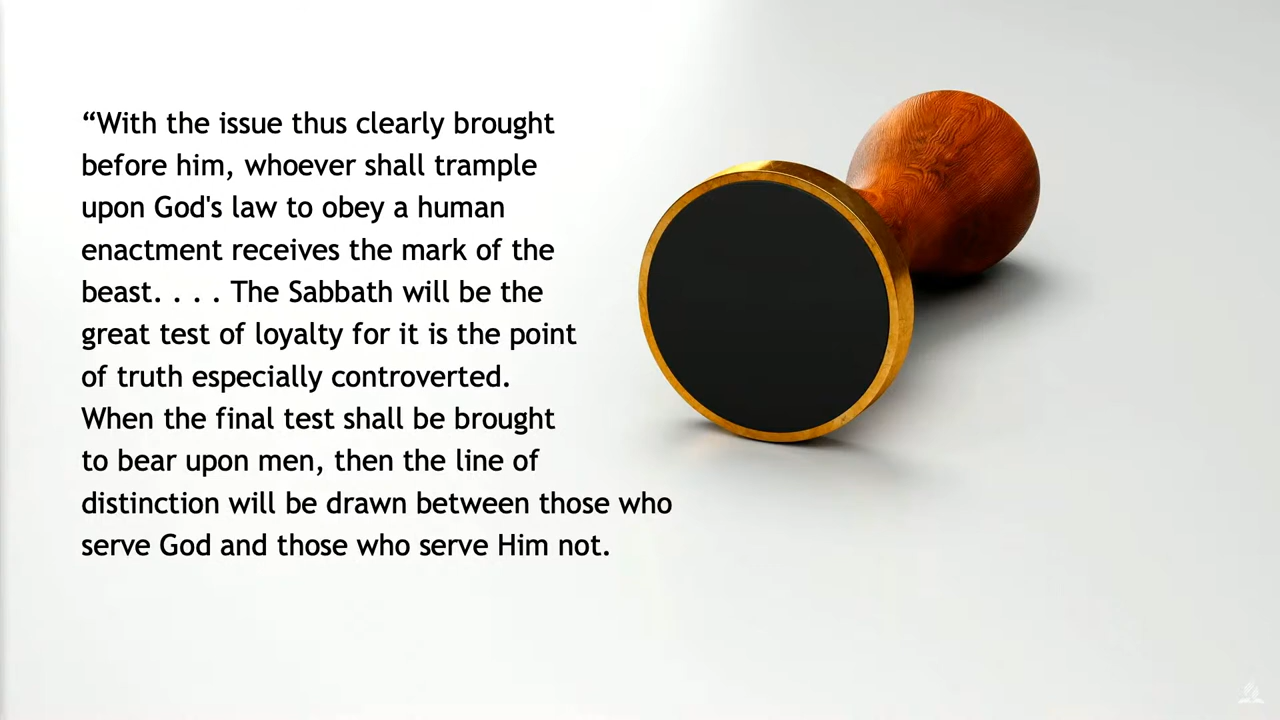 “With the issue thus clearly brought
before him, whoever shall trample
upon God's law to obey a human
enactment receives the mark of the
beast. . . . The Sabbath will be the
great test of loyalty for it is the point
of truth especially controverted.
When the final test shall be brought
to bear upon men, then the line of
distinction will be drawn between those who
serve God and those who serve Him not.